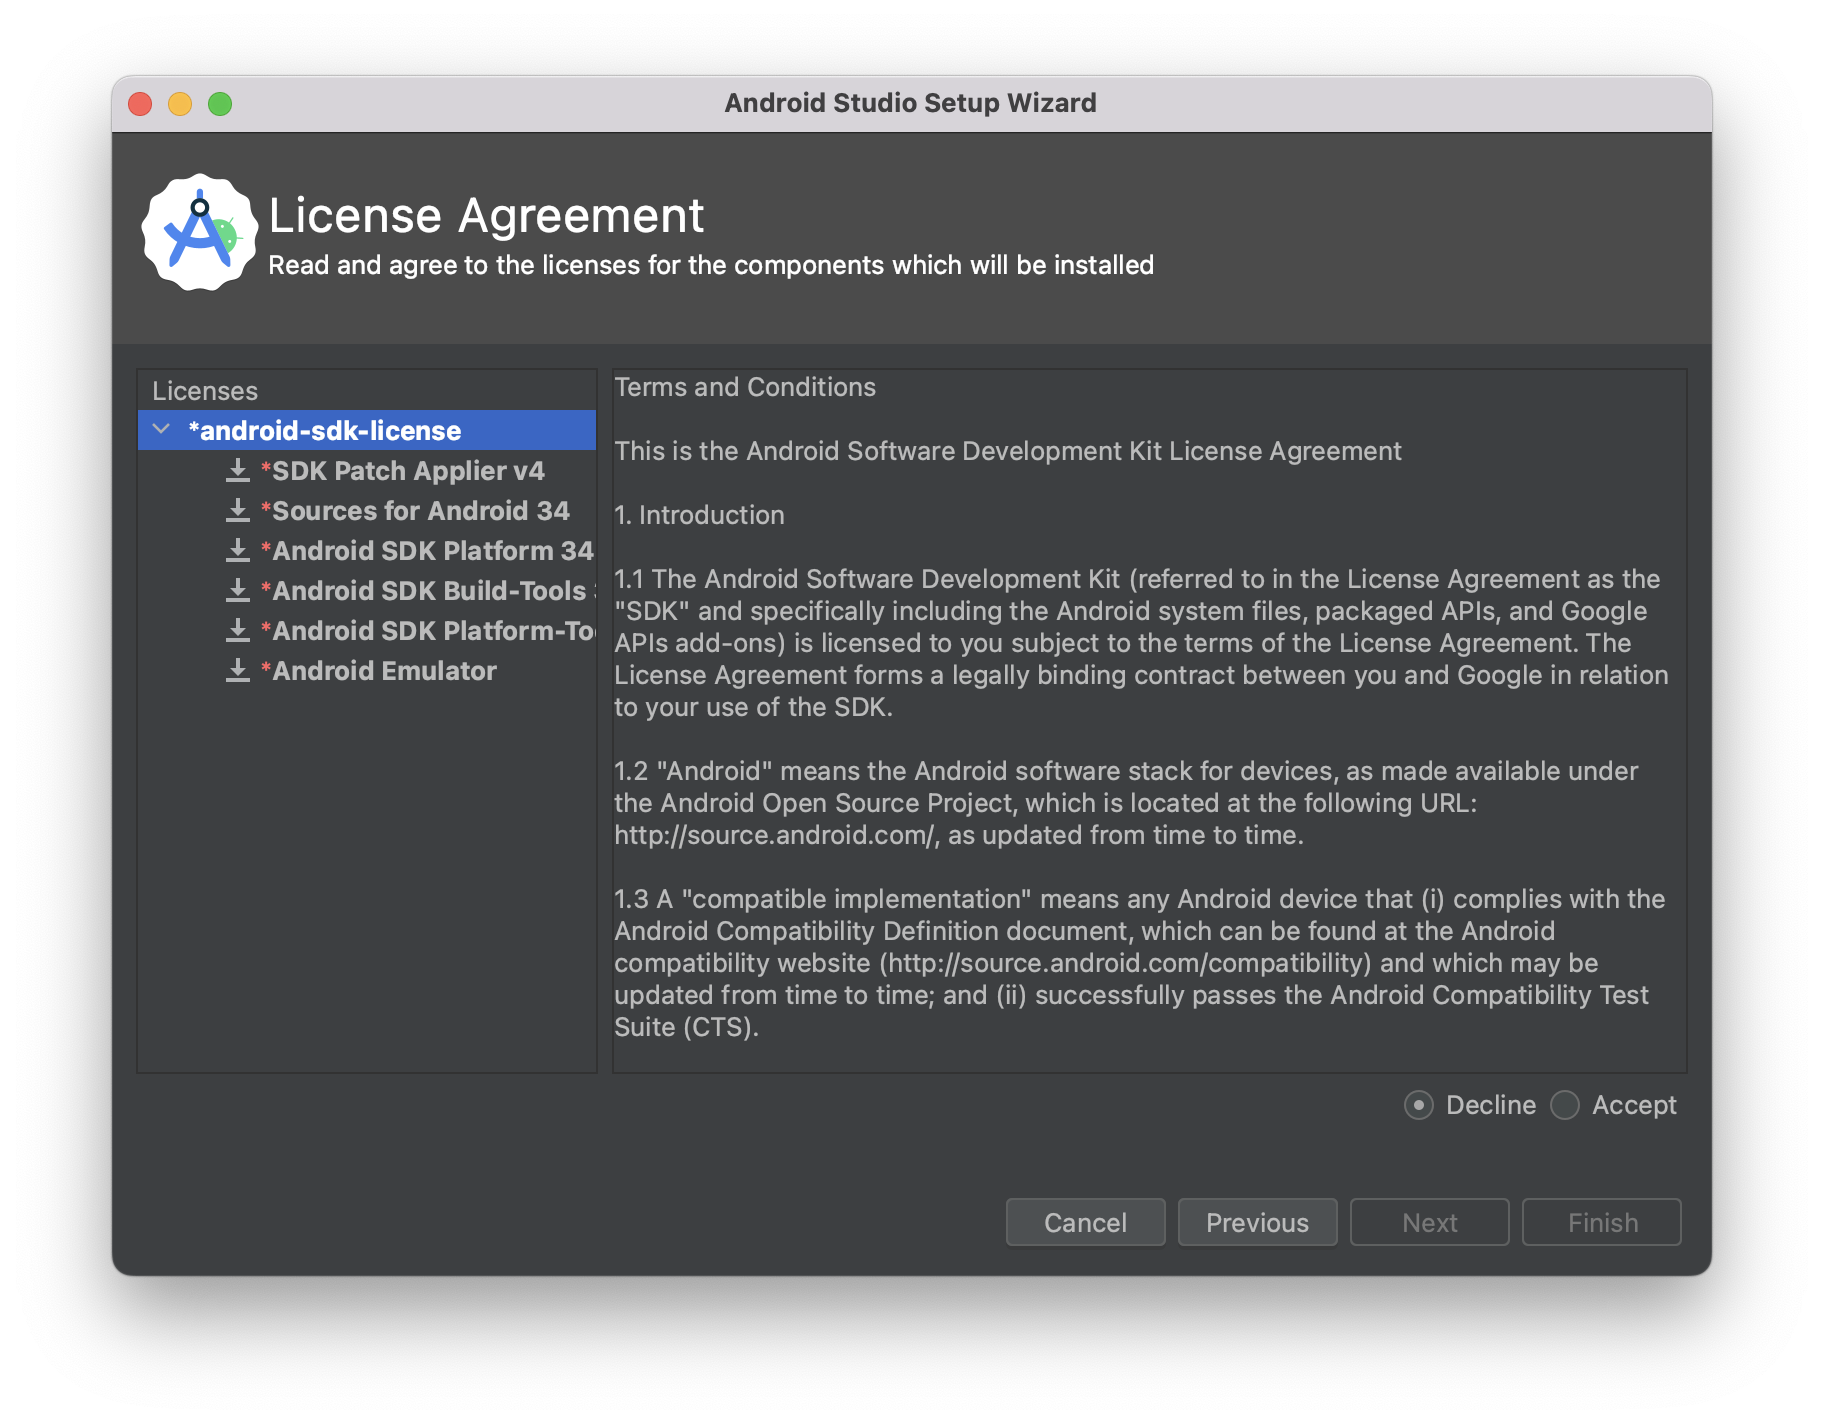 Android Studio Setup Wizard
License Agreement
Read and agree to the licenses for the components which will be installed
Licenses
*android-sdk-license
*SDK Patch Applier v4
*Sources for Android 34
*Android SDK Platform 34
*Android SDK Build-Tools
*Android SDK Platform-To
*Android Emulator
Terms and Conditions
This is the Android Software Development Kit License Agreement
1. Introduction
1.1 The Android Software Development Kit (referred to in the License Agreement as the
"SDK" and specifically including the Android system files, packaged APIs, and Google
APIs add-ons) is licensed to you subject to the terms of the License Agreement. The
License Agreement forms a legally binding contract between you and Google in relation
to your use of the SDK.
1.2 "Android" means the Android software stack for devices, as made available under
the Android Open Source Project, which is located at the following URL:
http://source.android.com/, as updated from time to time.
1.3 A "compatible implementation" means any Android device that (i) complies with the
Android Compatibility Definition document, which can be found at the Android
compatibility website (http://source.android.com/compatibility) and which may be
updated from time to time; and (ii) successfully passes the Android Compatibility Test
Suite (CTS).
Decline Accept
Cancel Previous Next Finish